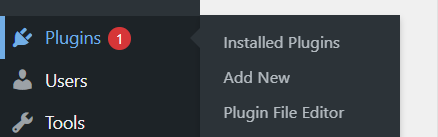 Plugins 1
Installed Plugins
Add New
Plugin File Editor
Users
Tools